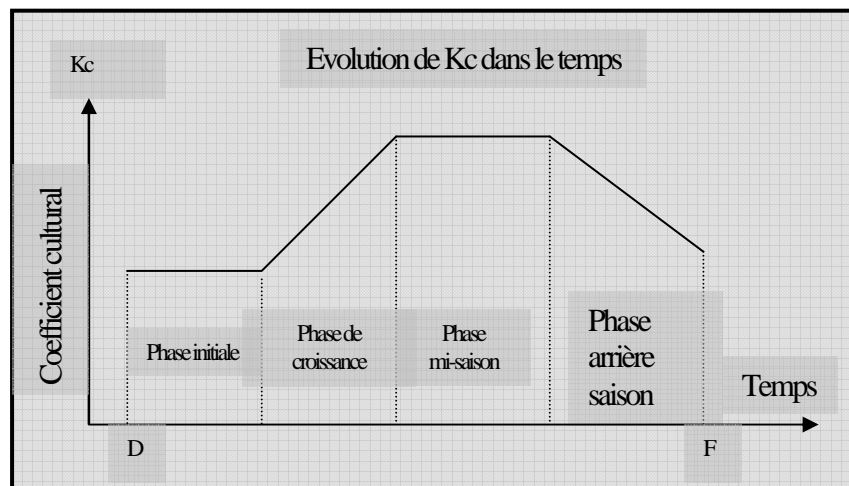 Kc
Evolution de Kc dans le temps
Coefficient cultural
Phase initiale
Phase de
croissance
Phase
mi-saison
Phase
arrière
saison
Temps
D
F